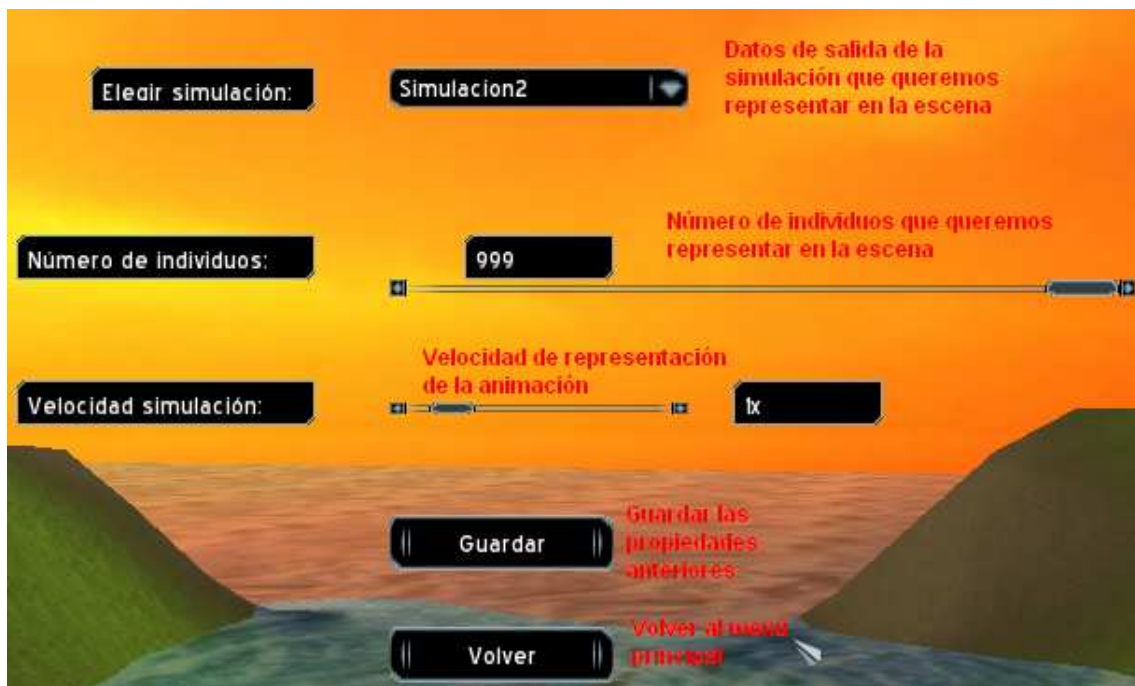 Elegir simulación:
Simulacion2
Datos de salida de la
simulación que queremos
representar en la escena
Número de individuos:
999
Número de individuos que queremos
representar en la escena
Velocidad de representación
de la animación
Velocidad simulación:
1x
Guardar
Guardar las
propiedades
anteriores
Volver
Volver al menú
principal